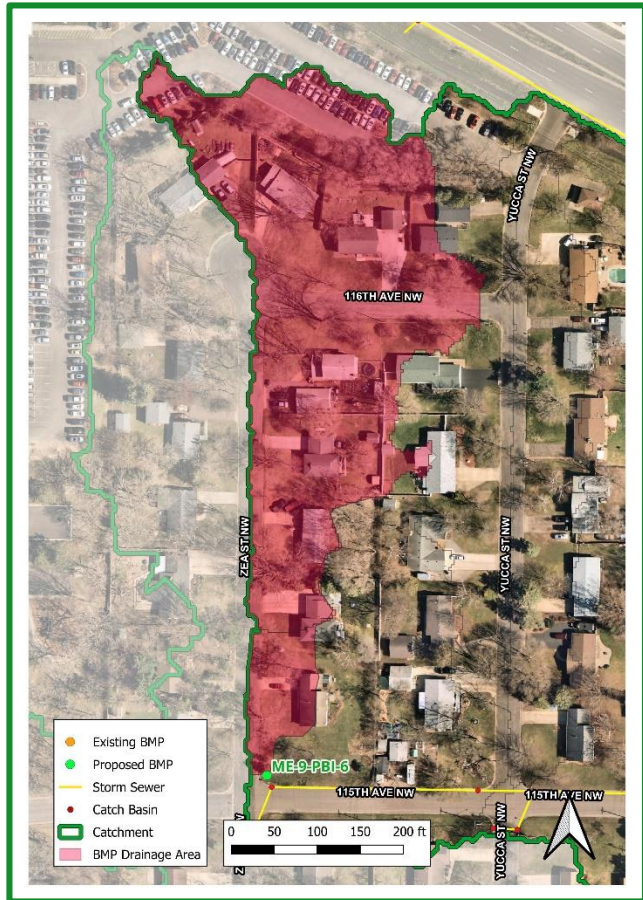 YUCCA ST NW
116TH AVE NW
ZEA ST NW
YUCCA ST NW
ME-9-PBI-6
115TH AVE NW
115TH AVE NW
YUCCA ST NW
Existing BMP
Proposed BMP
Storm Sewer
Catch Basin
Catchment
BMP Drainage Area
0 50 100 150 200 ft